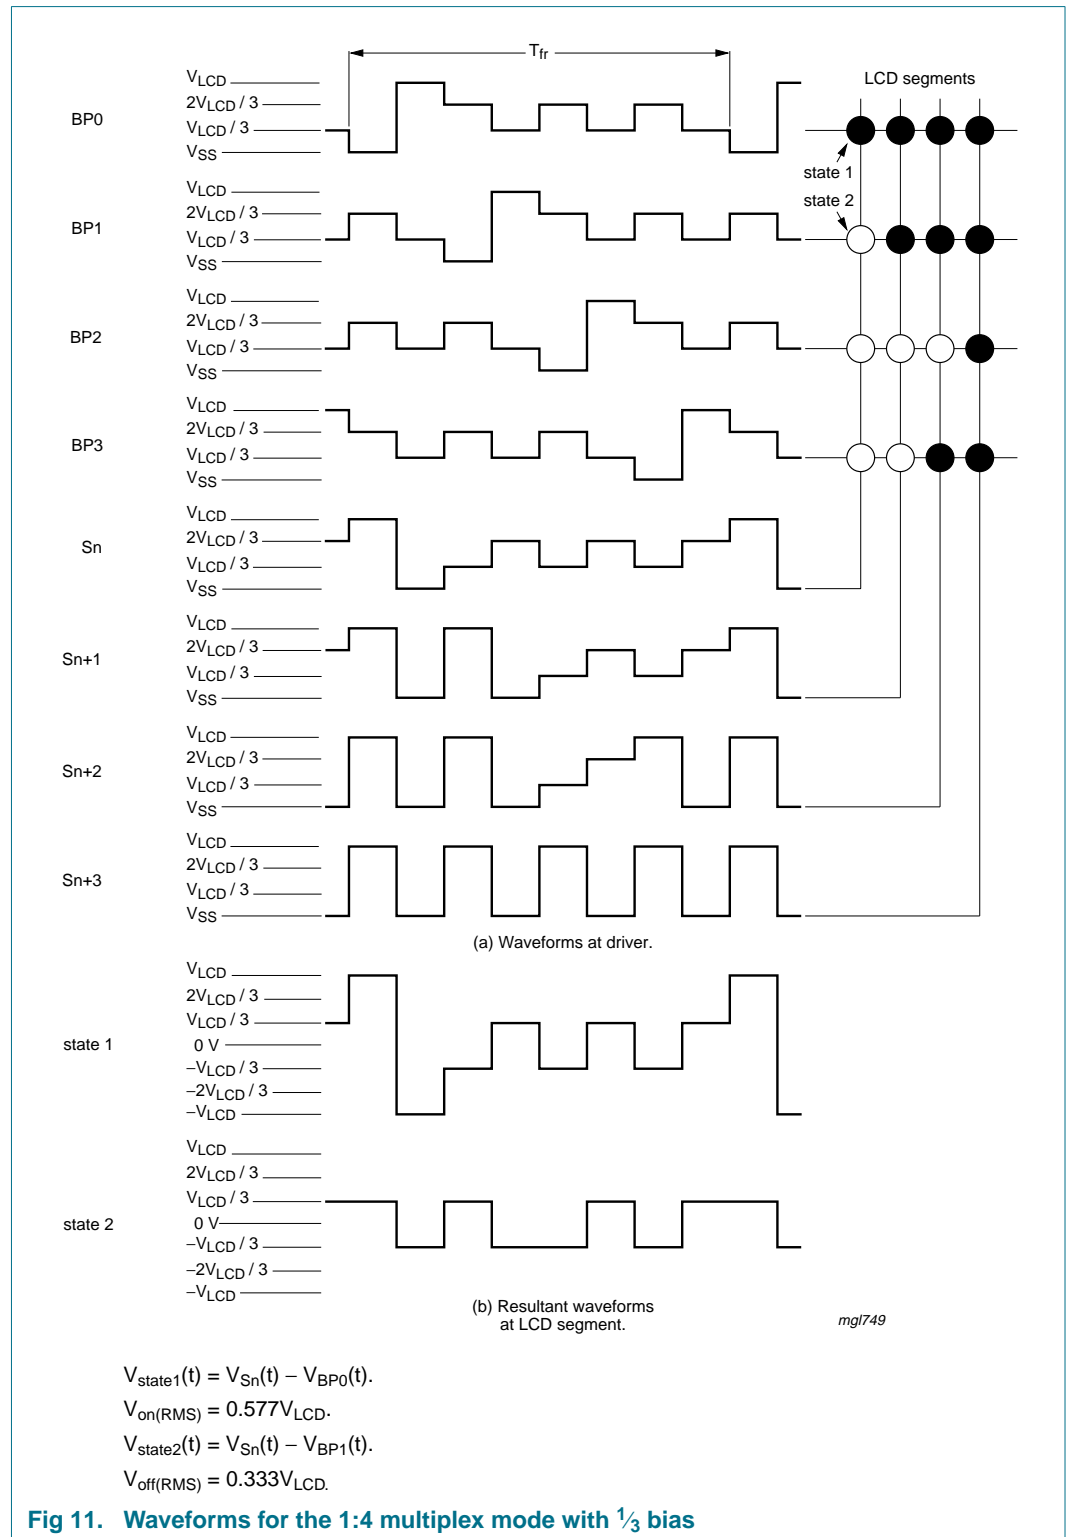 Tfr
VLCD
2VLCD / 3
BP0
VLCD / 3
VSS
LCD segments
state 1
VLCD
state 2
2VLCD / 3
BP1
VLCD / 3
VSS
VLCD
2VLCD / 3
BP2
VLCD / 3
VSS
VLCD
2VLCD / 3
BP3
VLCD / 3
VSS
VLCD
2VLCD / 3
Sn
VLCD / 3
VSS
VLCD
2VLCD / 3
Sn+1
VLCD / 3
VSS
VLCD
2VLCD / 3
Sn+2
VLCD / 3
VSS
VLCD
2VLCD / 3
Sn+3
VLCD / 3
VSS
(a) Waveforms at driver.
VLCD
2VLCD / 3
VLCD / 3
state 1
0 V
−VLCD / 3
−2VLCD / 3
−VLCD
VLCD
2VLCD / 3
VLCD / 3
state 2
0 V
−VLCD / 3
−2VLCD / 3
−VLCD
(b) Resultant waveforms
at LCD segment.
mgl749
Vstate1(t) = VSn(t) − VBP0(t).
Von(RMS) = 0.577VLCD.
Vstate2(t) = VSn(t) − VBP1(t).
Voff(RMS) = 0.333VLCD.
Fig 11. Waveforms for the 1:4 multiplex mode with 1⁄3 bias